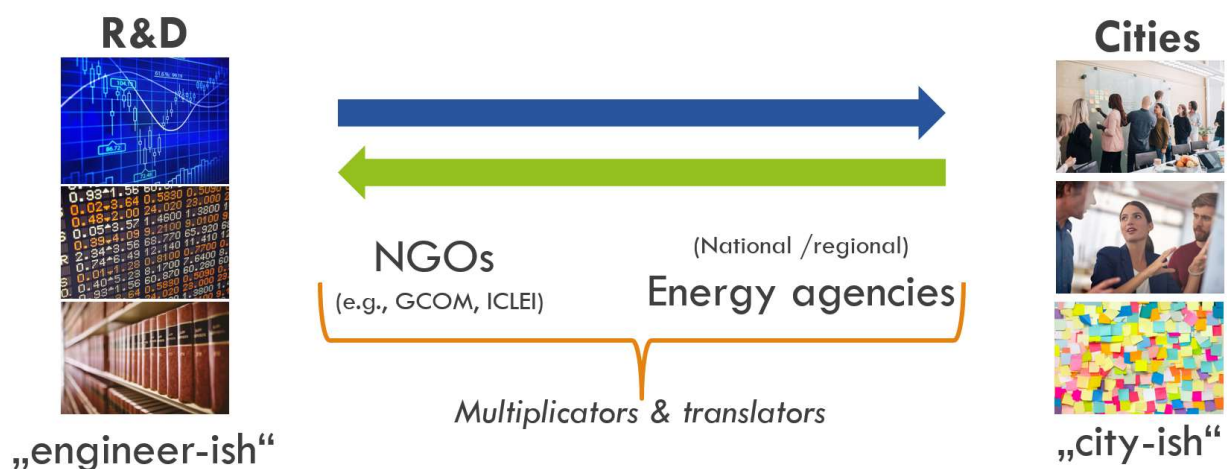 R&D
Cities
NGOs
(e.g., GCOM, ICLEI)
(National /regional)
Energy agencies
Multiplicators & translators
„engineer-ish“
„city-ish“